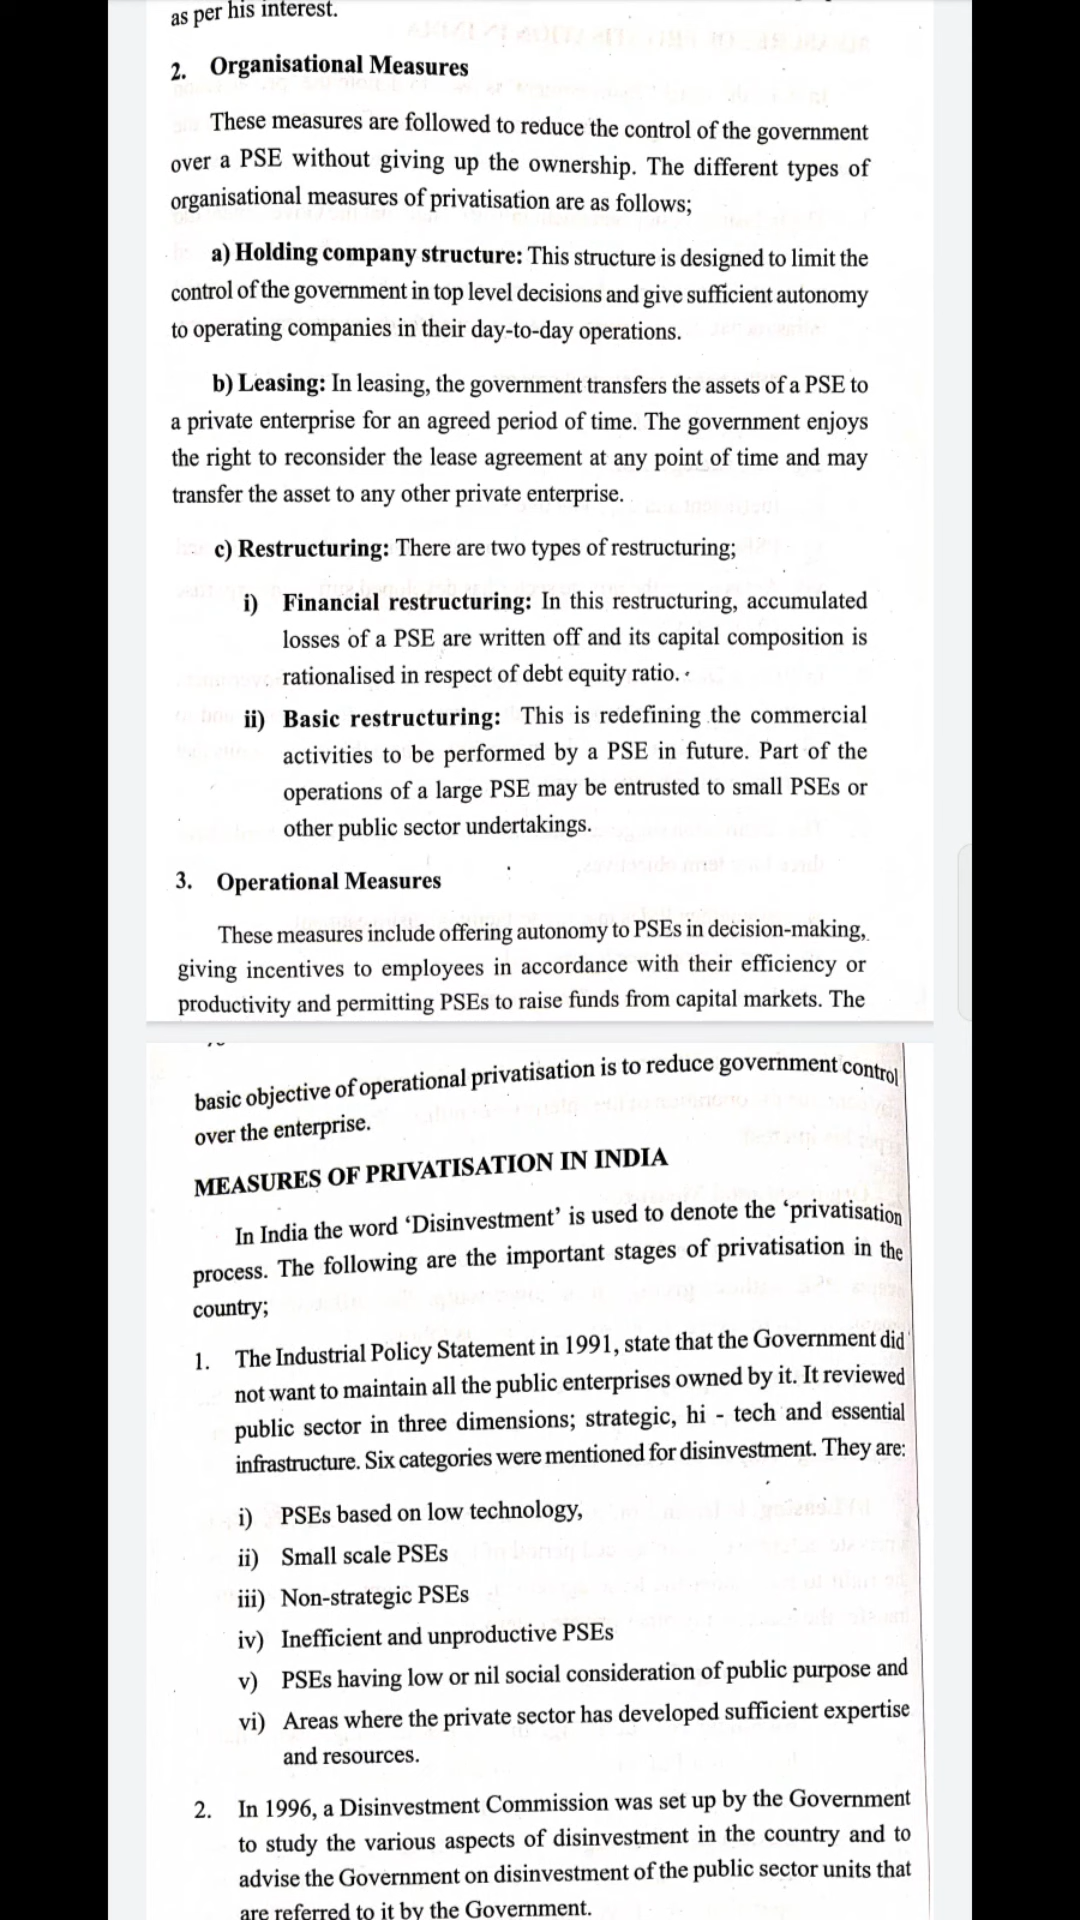 as per his interest.
2. Organisational Measures
These measures are followed to reduce the control of the government
over a PSE without giving up the ownership. The different types of
organisational measures of privatisation are as follows;
a) Holding company structure: This structure is designed to limit the
control of the government in top level decisions and give sufficient autonomy
to operating companies in their day-to-day operations.
b) Leasing: In leasing, the government transfers the assets of a PSE to
a private enterprise for an agreed period of time. The government enjoys
the right to reconsider the lease agreement at any point of time and may
transfer the asset to any other private enterprise.
c) Restructuring: There are two types of restructuring;
i) Financial restructuring: In this restructuring, accumulated
losses of a PSE are written off and its capital composition is
rationalised in respect of debt equity ratio.
ii) Basic restructuring: This is redefining the commercial
activities to be performed by a PSE in future. Part of the
operations of a large PSE may be entrusted to small PSEs or
other public sector undertakings.
3. Operational Measures
These measures include offering autonomy to PSEs in decision-making,
giving incentives to employees in accordance with their efficiency or
productivity and permitting PSEs to raise funds from capital markets. The
basic objective of operational privatisation is to reduce government control
over the enterprise.
MEASURES OF PRIVATISATION IN INDIA
In India the word ‘Disinvestment’ is used to denote the ‘privatisation
process. The following are the important stages of privatisation in the
country;
1. The Industrial Policy Statement in 1991, state that the Government did
not want to maintain all the public enterprises owned by it. It reviewed
public sector in three dimensions; strategic, hi - tech and essential
infrastructure. Six categories were mentioned for disinvestment. They are:
i) PSEs based on low technology,
ii) Small scale PSEs
iii) Non-strategic PSEs
iv) Inefficient and unproductive PSEs
v) PSEs having low or nil social consideration of public purpose and
vi) Areas where the private sector has developed sufficient expertise
and resources.
2. In 1996, a Disinvestment Commission was set up by the Government
to study the various aspects of disinvestment in the country and to
advise the Government on disinvestment of the public sector units that
are referred to it by the Government.